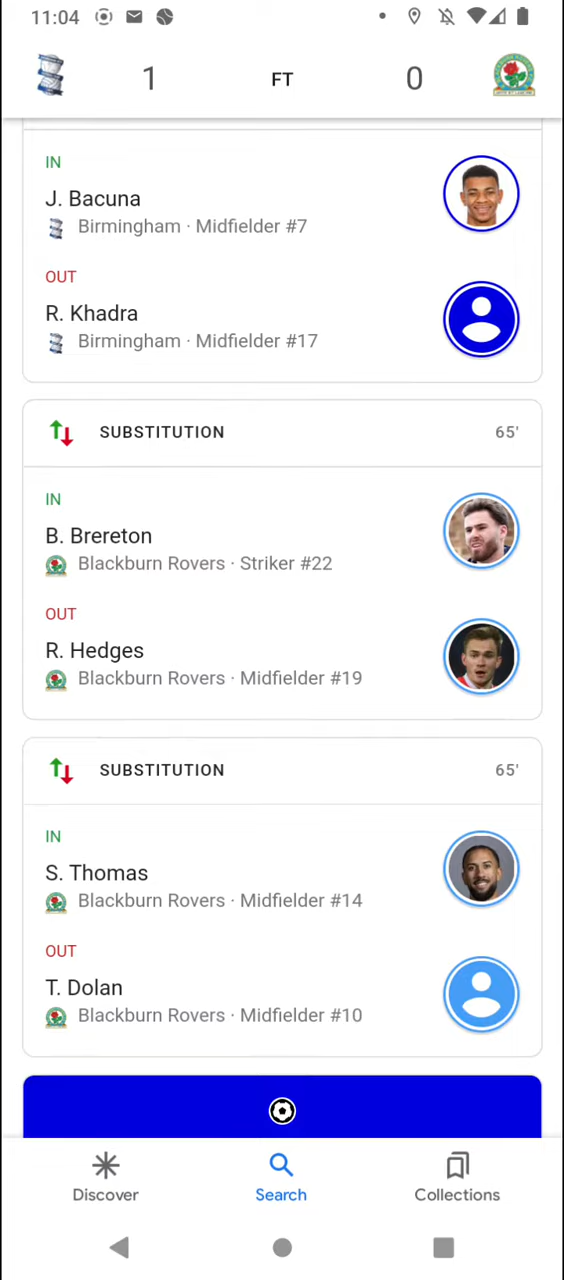 11:04
1 FT 0
IN
J. Bacuna
Birmingham · Midfielder #7
OUT
R. Khadra
Birmingham · Midfielder #17
SUBSTITUTION 65'
IN
B. Brereton
Blackburn Rovers · Striker #22
OUT
R. Hedges
Blackburn Rovers · Midfielder #19
SUBSTITUTION 65'
IN
S. Thomas
Blackburn Rovers · Midfielder #14
OUT
T. Dolan
Blackburn Rovers · Midfielder #10
Discover Search Collections